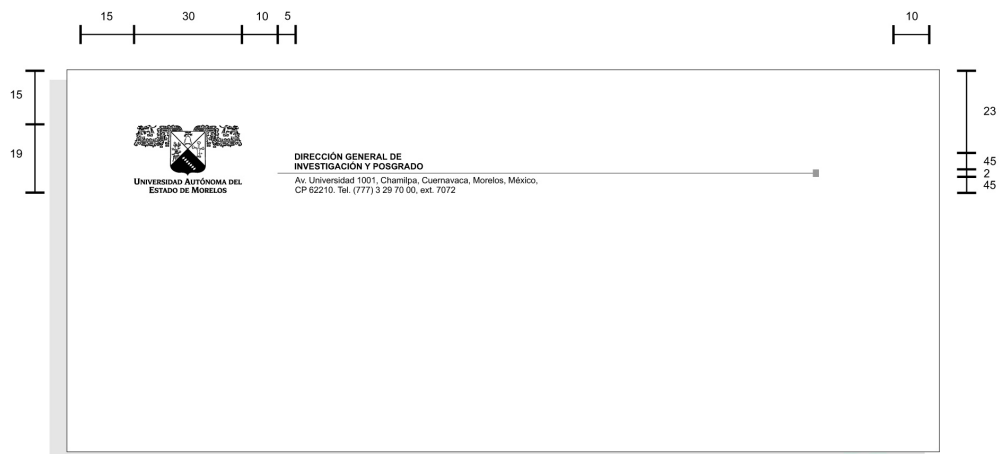 15 30 10 5 10
15
19
23
45
2
45
UNIVERSIDAD AUTÓNOMA DEL
ESTADO DE MORELOS
DIRECCIÓN GENERAL DE
INVESTIGACIÓN Y POSGRADO
Av. Universidad 1001, Chamilpa, Cuernavaca, Morelos, México,
CP 62210. Tel. (777) 3 29 70 00, ext. 7072